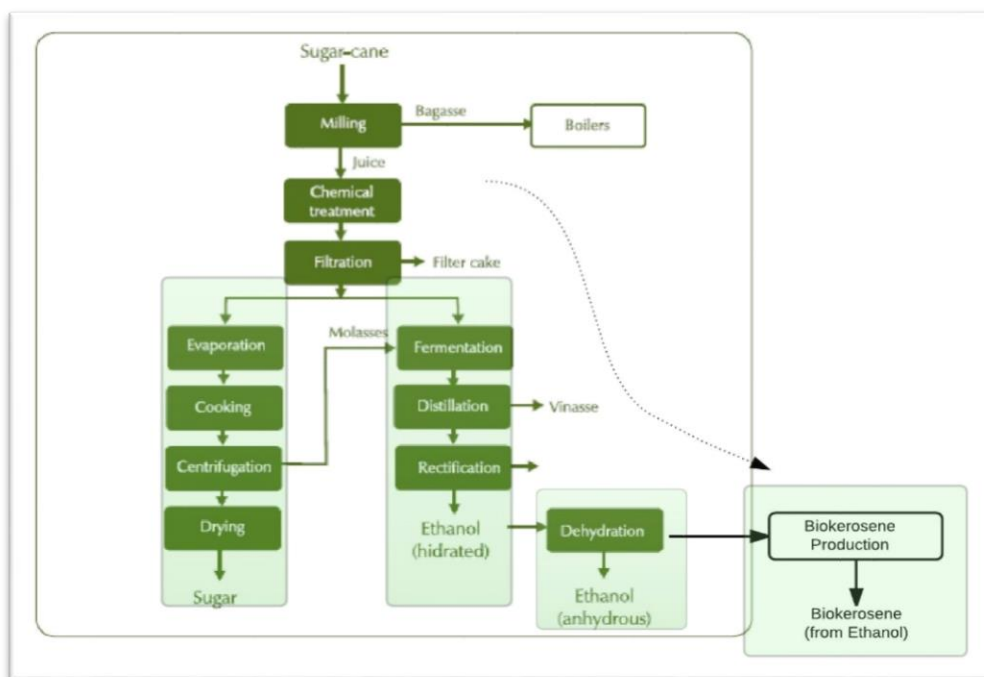 Sugar-cane
Milling
Bagasse
Boilers
Juice
Chemical
treatment
Filtration
Filter cake
Evaporation
Cooking
Centrifugation
Drying
Sugar
Molasses
Fermentation
Distillation
Vinasse
Rectification
Ethanol
(hidrated)
Dehydration
Ethanol
(anhydrous)
Biokerosene
Production
Biokerosene
(from Ethanol)